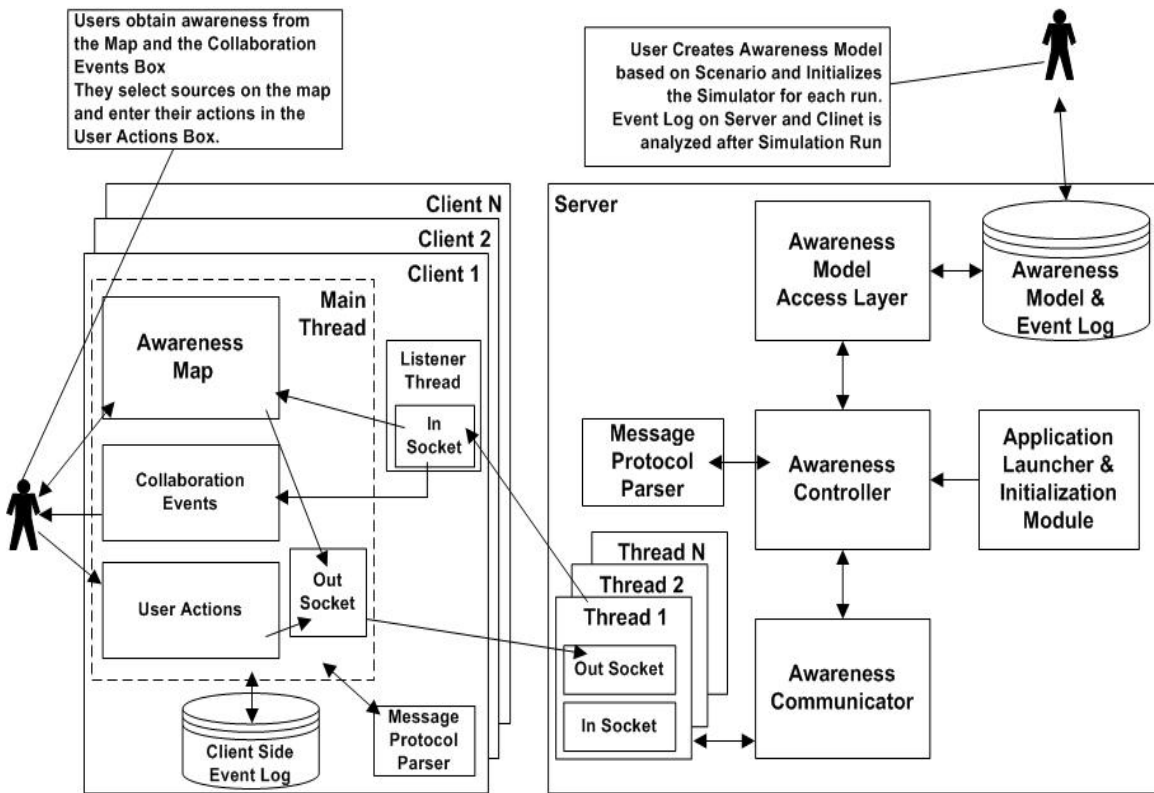 Users obtain awareness from
the Map and the Collaboration
Events Box
They select sources on the map
and enter their actions in the
User Actions Box.
User Creates Awareness Model
based on Scenario and Initializes
the Simulator for each run.
Event Log on Server and Clinet is
analyzed after Simulation Run
Client N
Client 2
Client 1
Main
Thread
Awareness
Map
Listener
Thread
In
Socket
Collaboration
Events
User Actions
Out
Socket
Client Side
Event Log
Message
Protocol
Parser
Server
Awareness
Model
Access Layer
Awareness
Model &
Event Log
Message
Protocol
Parser
Awareness
Controller
Application
Launcher &
Initialization
Module
Thread N
Thread 2
Thread 1
Out Socket
In Socket
Awareness
Communicator